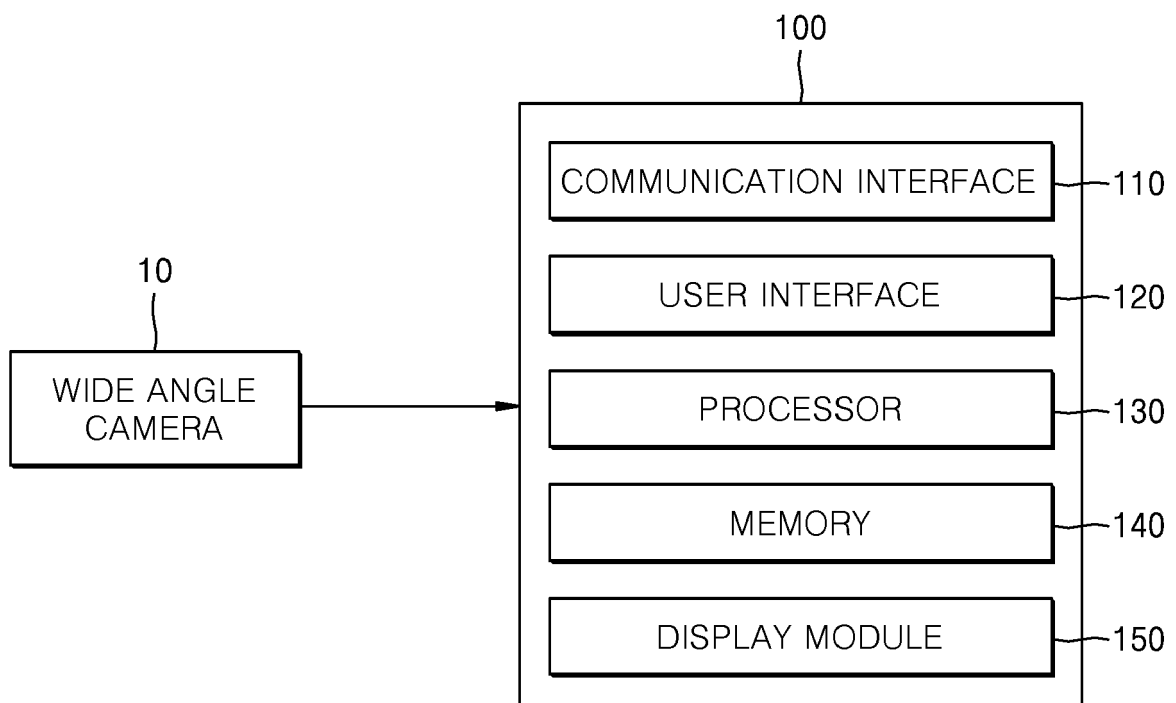 100
COMMUNICATION INTERFACE
110
10
USER INTERFACE
120
WIDE ANGLE
CAMERA
PROCESSOR
130
MEMORY
140
DISPLAY MODULE
150